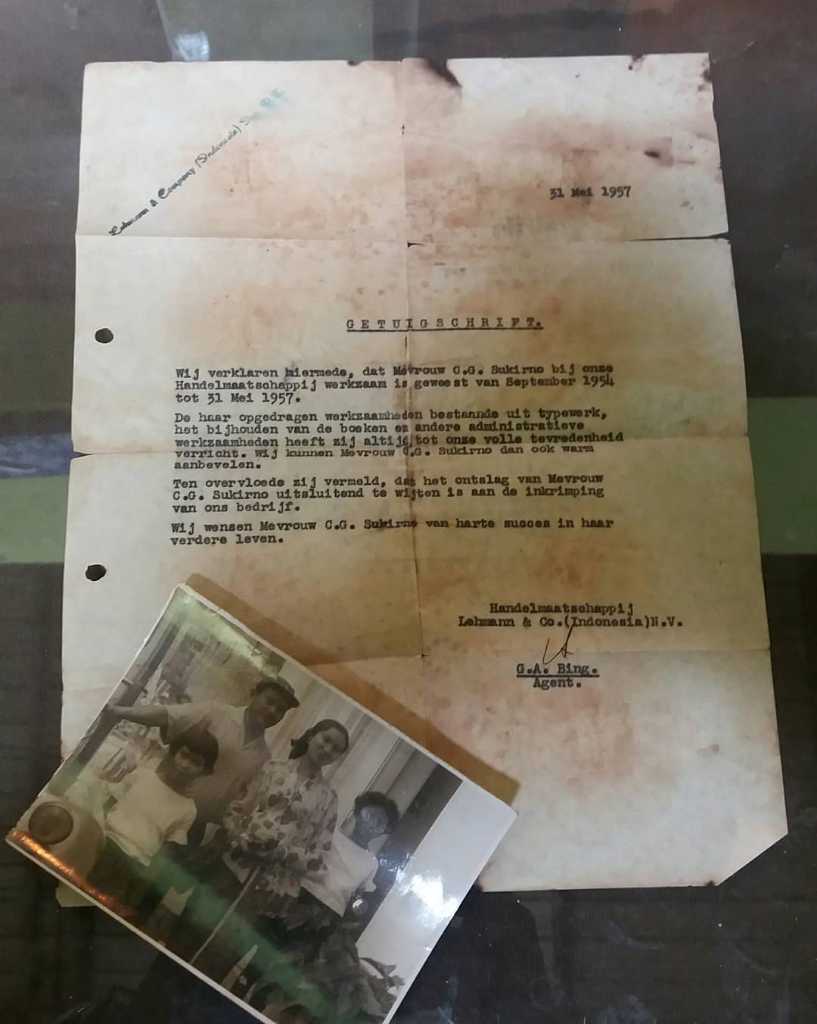 Lehmann & Company (Indonesia)
31 Mei 1957
GETUIGSCHRIFT.
Wij verklaren hiermede, dat Mevrouw C.G. Sukirno bij onze
Handelmaatschappij werkzaam is geweest van September 1954
tot 31 Mei 1957.
De haar opgedragen werkzaamheden bestaande uit typewerk,
het bijhouden van de boeken en andere administratieve
werkzaamheden heeft zij altijd tot onze volle tevredenheid
verricht. Wij kunnen Mevrouw C.G. Sukirno dan ook warm
aanbevelen.
Ten overvloede zij vermeld, dat het ontslag van Mevrouw
C.G. Sukirno uitsluitend te wijten is aan de inkrimping
van ons bedrijf.
Wij wensen Mevrouw C.G. Sukirno van harte succes in haar
verdere leven.
Handelmaatschappij
Lehmann & Co.(Indonesia)N.V.
G.A. Bing.
Agent.